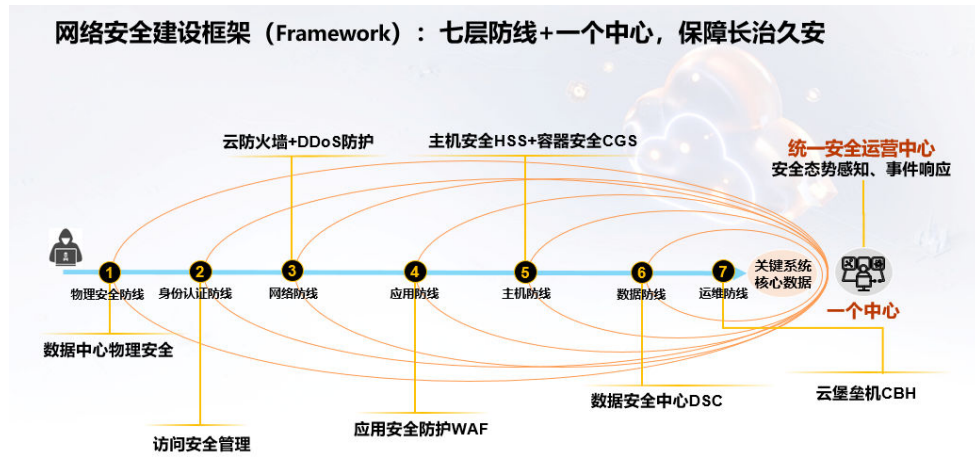 网络安全建设框架（Framework）：七层防线+一个中心，保障长治久安
云防火墙+DDoS防护
主机安全HSS+容器安全CGS
统一安全运营中心
安全态势感知、事件响应
1
2
3
4
5
6
7
关键系统
核心数据
物理安全防线
身份认证防线
网络防线
应用防线
主机防线
数据防线
运维防线
一个中心
数据中心物理安全
访问安全管理
应用安全防护WAF
数据安全中心DSC
云堡垒机CBH